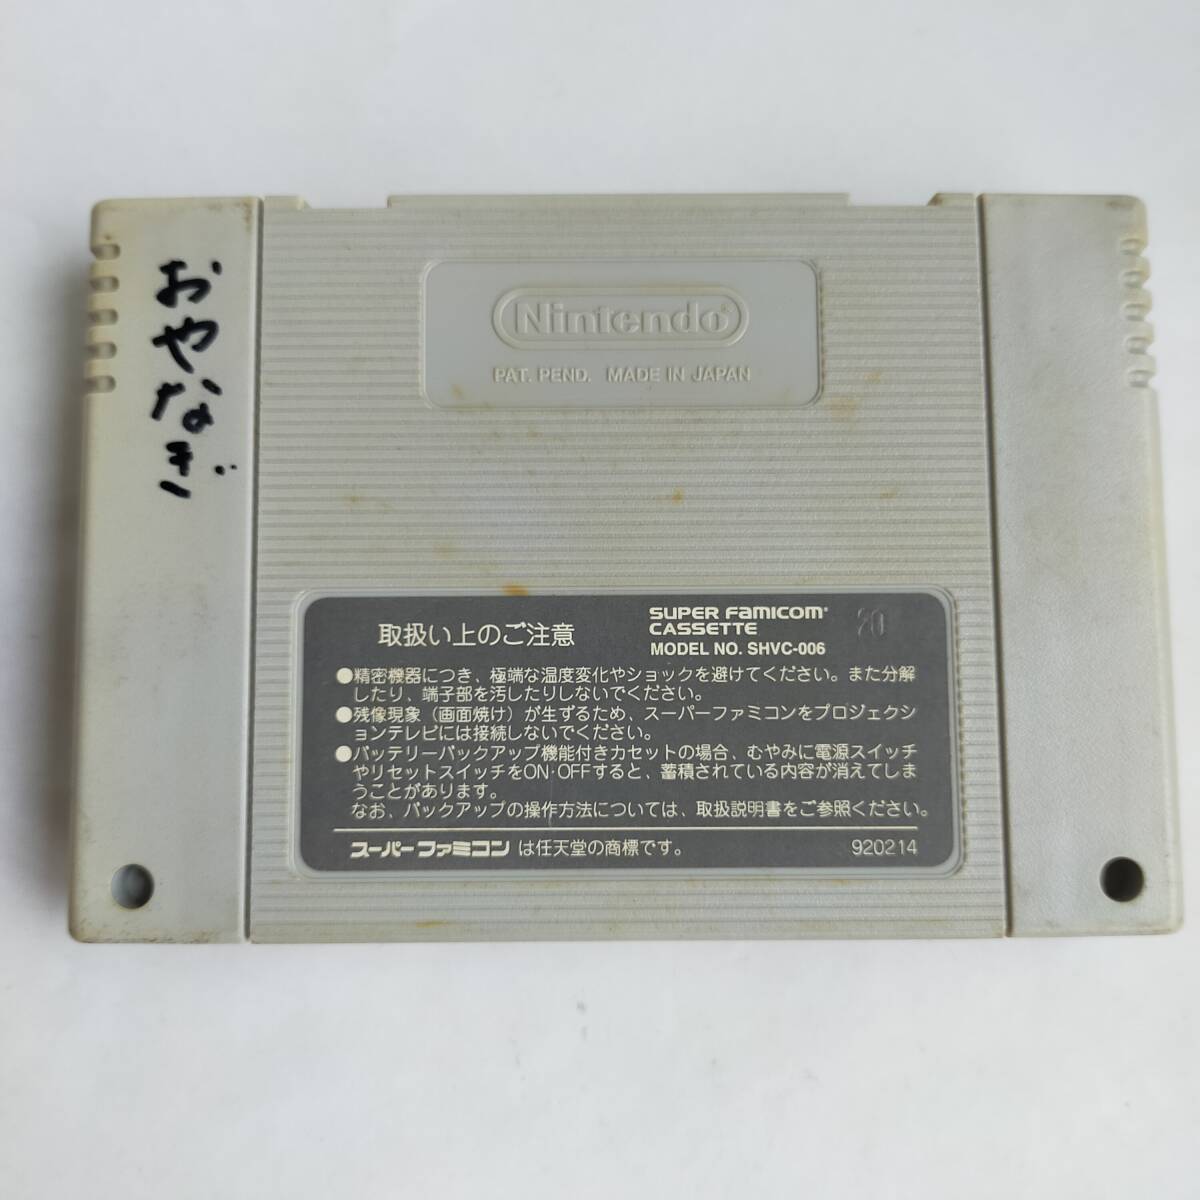 おやなぎ
Nintendo®
PAT. PEND. MADE IN JAPAN
取扱い上のご注意
SUPER FAMICOM®
CASSETTE
MODEL NO. SHVC-006
20
●精密機器につき、極端な温度変化やショックを避けてください。また分解
したり、端子部を汚したりしないでください。
●残像現象（画面焼け）が生ずるため、スーパーファミコンをプロジェクシ
ョンテレビには接続しないでください。
●バッテリーバックアップ機能付きカセットの場合、むやみに電源スイッチ
やリセットスイッチをON·OFFすると、蓄積されている内容が消えてしま
うことがあります。
なお、バックアップの操作方法については、取扱説明書をご参照ください。
スーパーファミコンは任天堂の商標です。 920214